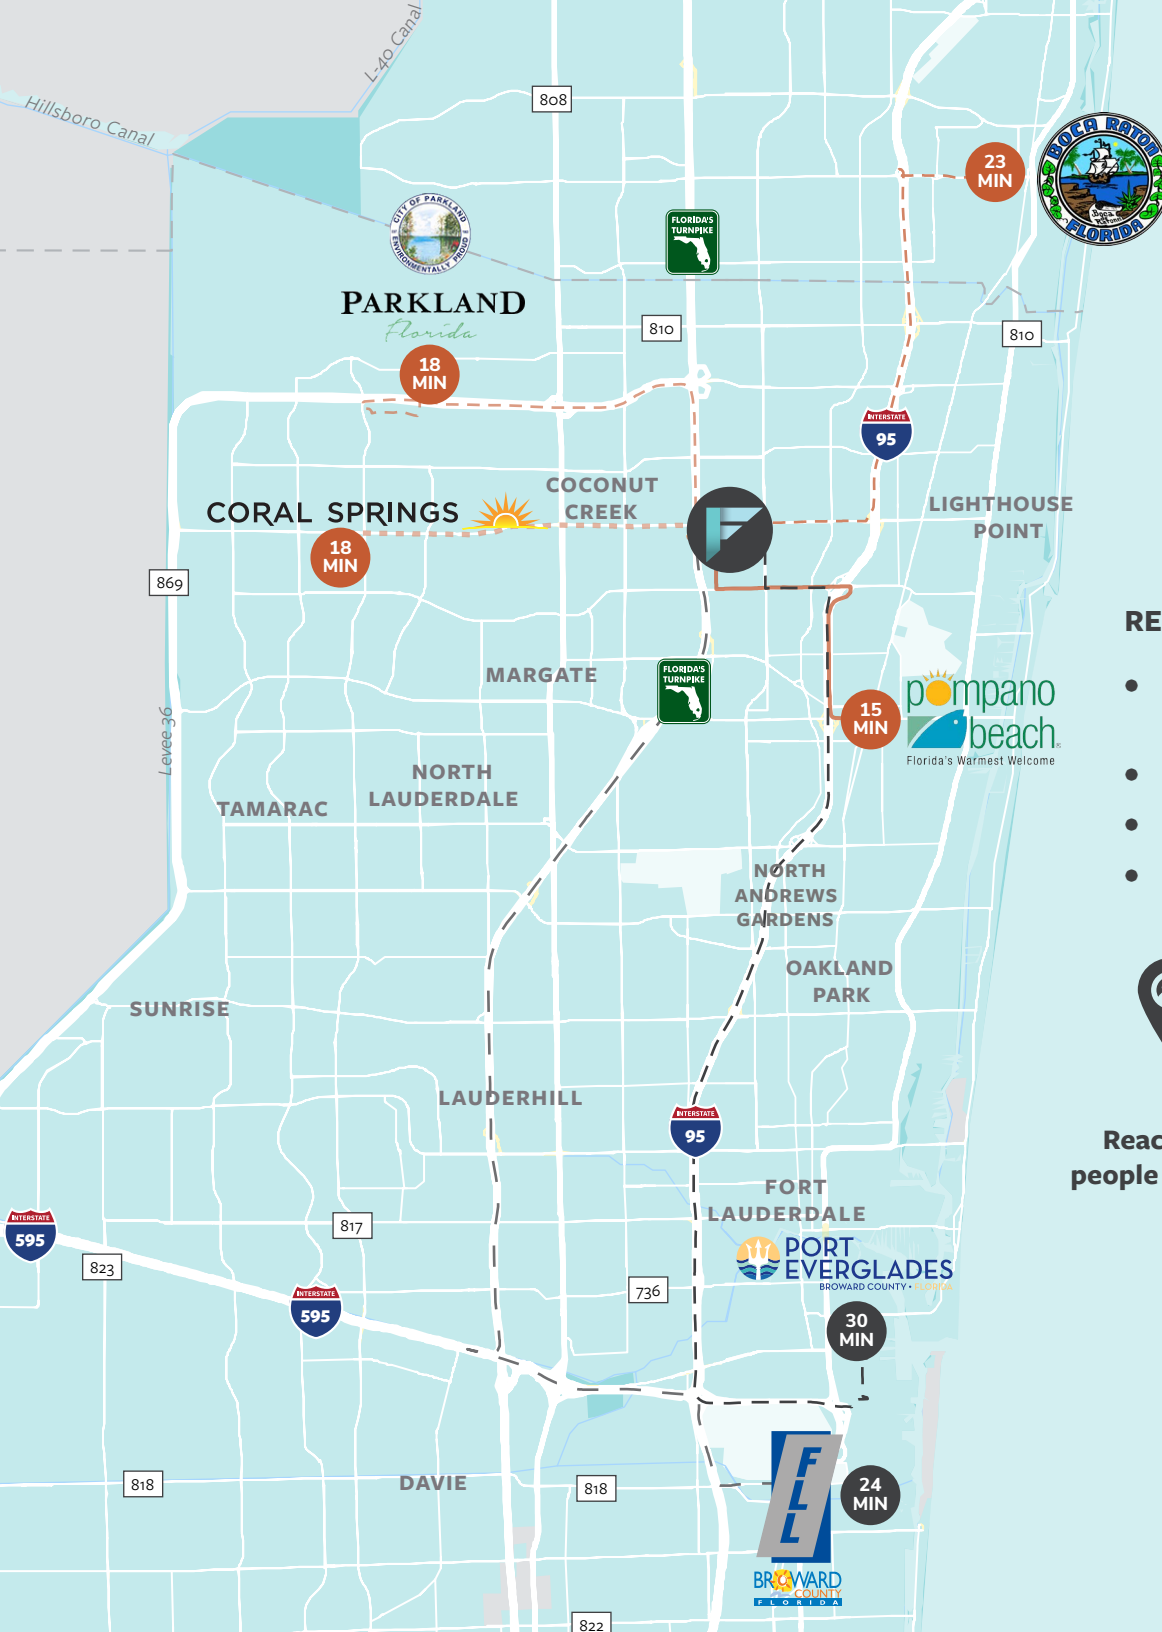 L-40 Canal
Hillsboro Canal
808
BOCA RATON
Boca
FLORIDA
23
MIN
CITY OF PARKLAND
ENVIRONMENTALLY PROUD
PARKLAND
Florida
FLORIDA'S
TURNPIKE
810
810
18
MIN
INTERSTATE
95
COCONUT
CREEK
CORAL SPRINGS
LIGHTHOUSE
POINT
F
18
MIN
869
RE
MARGATE
FLORIDA'S
TURNPIKE
pompano
beach
Florida's Warmest Welcome
15
MIN
Levee 36
NORTH
LAUDERDALE
TAMARAC
NORTH
ANDREWS
GARDENS
OAKLAND
PARK
SUNRISE
LAUDERHILL
INTERSTATE
95
Reac
people
FORT
LAUDERDALE
INTERSTATE
595
817
823
PORT
EVERGLADES
BROWARD COUNTY • FLORIDA
736
INTERSTATE
595
30
MIN
FLL
818
DAVIE
818
24
MIN
BROWARD
COUNTY
FLORIDA
822